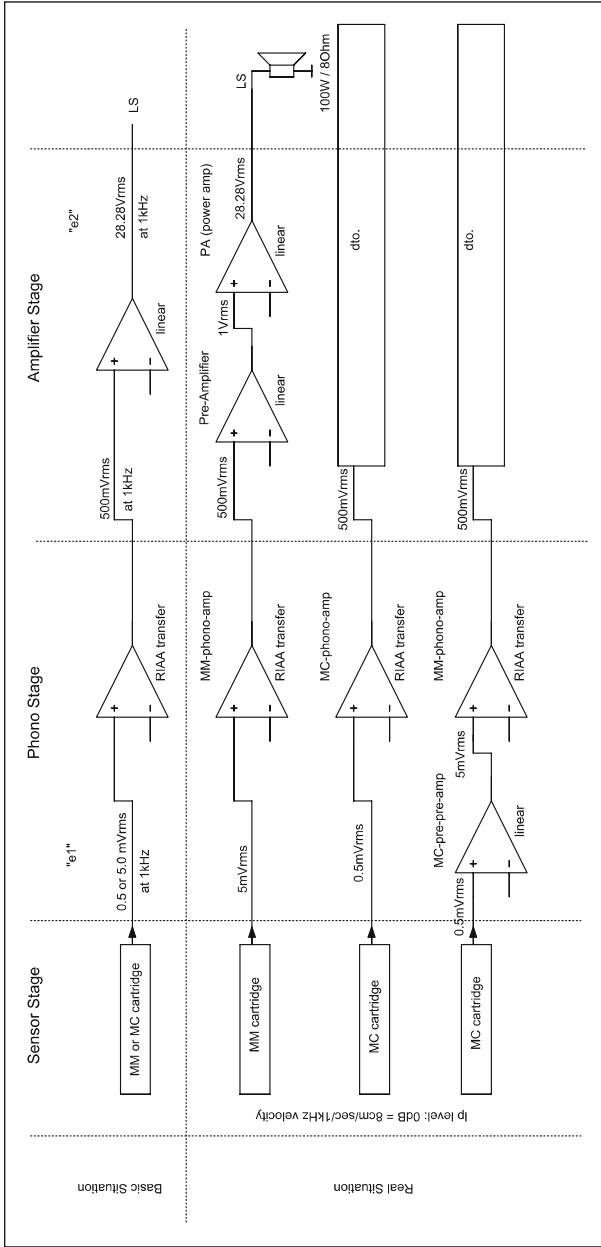 Sensor Stage
Phono Stage
Amplifier Stage
"e1"
"e2"
Basic Situation
MM or MC cartridge
0.5 or 5.0 mVrms
at 1kHz
+
-
RIAA transfer
500mVrms
at 1kHz
+
-
linear
28.28Vrms
at 1kHz
LS
Real Situation
lp level: 0dB = 8cm/sec/1kHz velocity
MM cartridge
5mVrms
MM-phono-amp
+
-
RIAA transfer
500mVrms
Pre-Amplifier
+
-
linear
1Vrms
PA (power amp)
+
-
linear
28.28Vrms
LS
100W / 8Ohm
MC cartridge
0.5mVrms
MC-phono-amp
+
-
RIAA transfer
500mVrms
dto.
MC cartridge
0.5mVrms
MC-pre-pre-amp
+
-
linear
5mVrms
MM-phono-amp
+
-
RIAA transfer
500mVrms
dto.